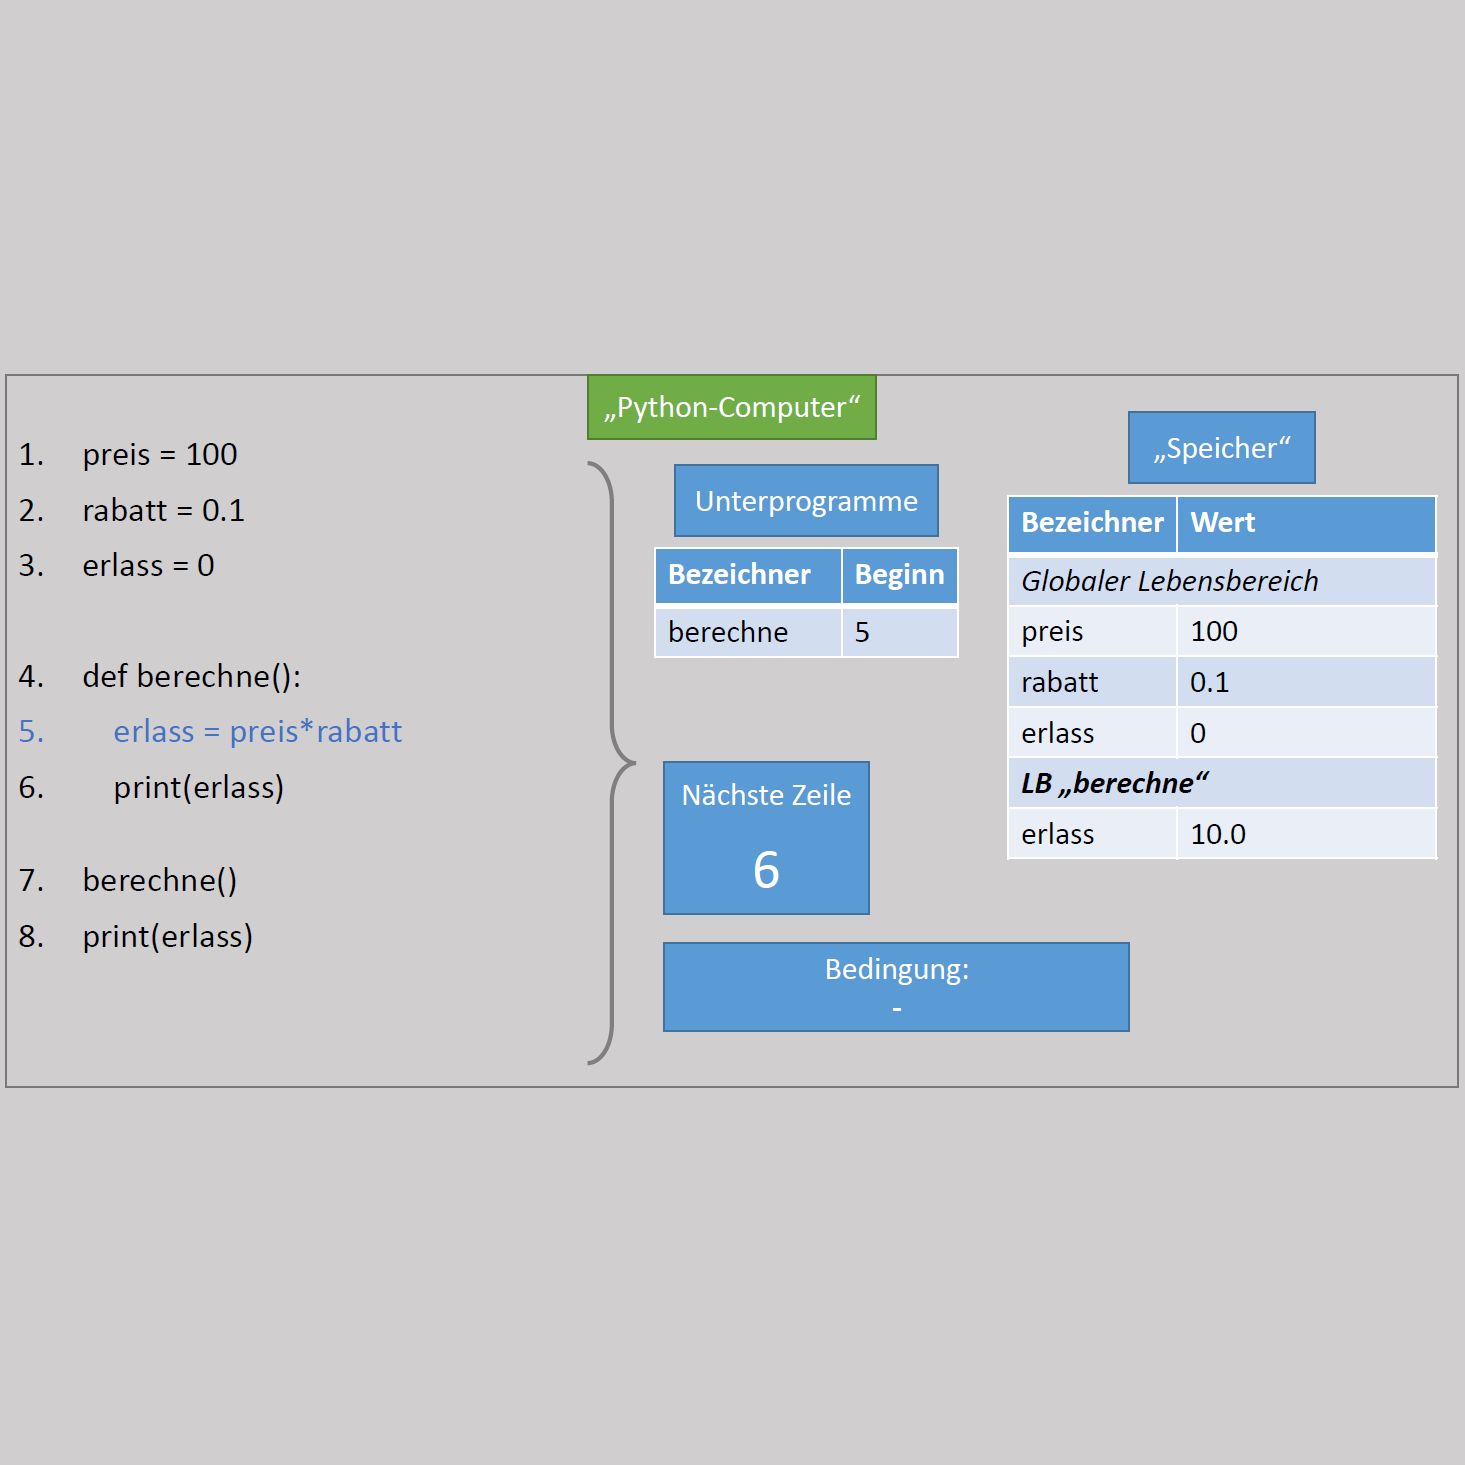 „Python-Computer“
1. preis = 100
2. rabatt = 0.1
3. erlass = 0
4. def berechne():
5. erlass = preis*rabatt
6. print(erlass)
7. berechne()
8. print(erlass)
Unterprogramme
Bezeichner Beginn
berechne 5
Nächste Zeile
6
Bedingung:
-
„Speicher“
Bezeichner Wert
Globaler Lebensbereich
preis 100
rabatt 0.1
erlass 0
LB „berechne“
erlass 10.0